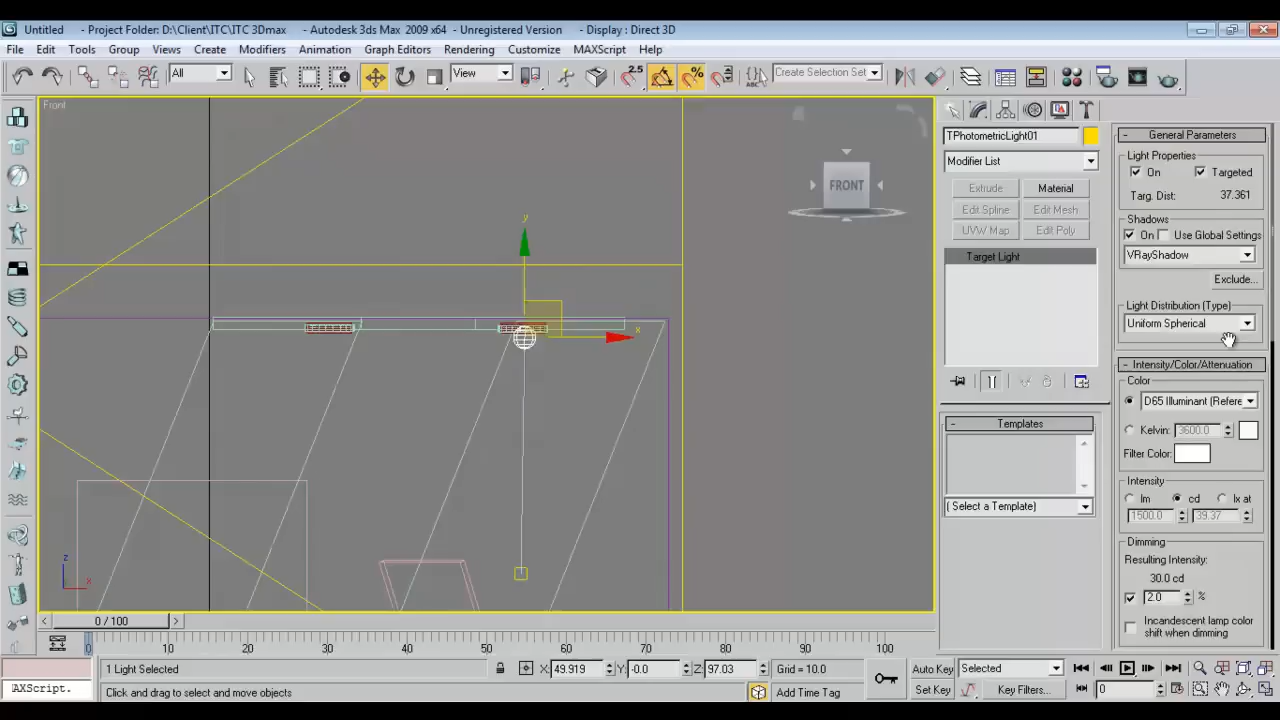 Untitled - Project Folder: D:\Client\ITC\ITC 3Dmax - Autodesk 3ds Max 2009 x64 - Unregistered Version - Display : Direct 3D
File Edit Tools Group Views Create Modifiers Animation Graph Editors Rendering Customize MAXScript Help
All View 2.5 Create Selection Set
Front
FRONT
y
x
z
x
TPhotometricLight01
Modifier List
Extrude Material
Edit Spline Edit Mesh
UVW Map Edit Poly
Target Light
- Templates
( Select a Template)
- General Parameters
Light Properties
On Targeted
Targ. Dist: 37.361
Shadows
On Use Global Settings
VRayShadow
Exclude...
Light Distribution (Type)
Uniform Spherical
- Intensity/Color/Attenuation
Color
D65 Illuminant (Refere
Kelvin: 3600.0
Filter Color:
Intensity
lm cd lx at
1500.0 39.37
Dimming
Resulting Intensity:
30.0 cd
2.0 %
Incandescent lamp color
shift when dimming
< 0 / 100 >
0 10 20 30 40 50 60 70 80 90 100
1 Light Selected X: 49.919 Y: -0.0 Z: 97.03 Grid = 10.0 Auto Key Selected
AXScript. Click and drag to select and move objects Add Time Tag Set Key Key Filters... 0